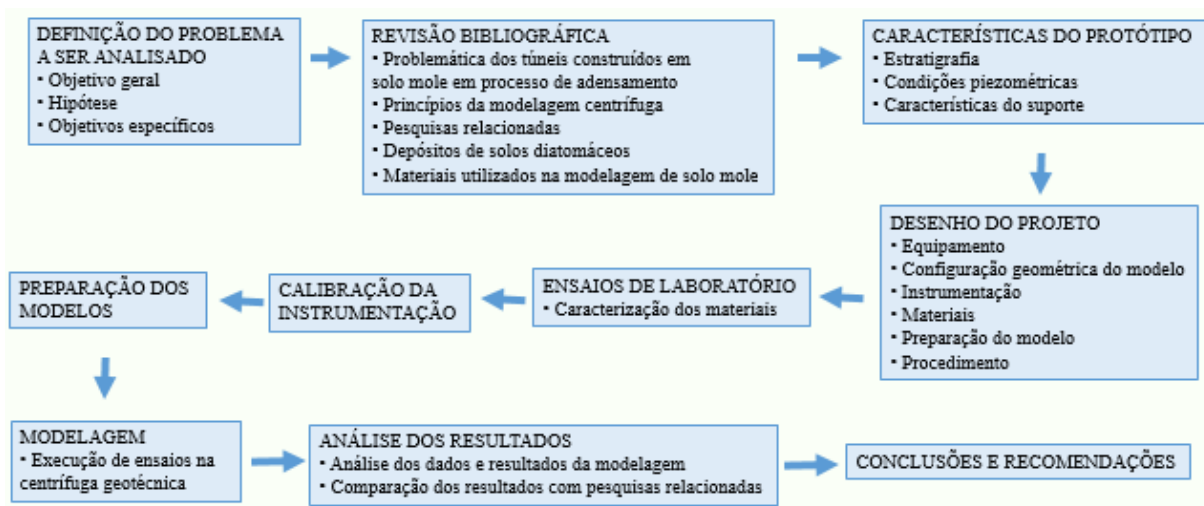 DEFINIÇÃO DO PROBLEMA
A SER ANALISADO
▪ Objetivo geral
▪ Hipótese
▪ Objetivos específicos
REVISÃO BIBLIOGRÁFICA
▪ Problemática dos túneis construídos em
solo mole em processo de adensamento
▪ Princípios da modelagem centrífuga
▪ Pesquisas relacionadas
▪ Depósitos de solos diatomáceos
▪ Materiais utilizados na modelagem de solo mole
CARACTERÍSTICAS DO PROTÓTIPO
▪ Estratigrafia
▪ Condições piezométricas
▪ Características do suporte
DESENHO DO PROJETO
▪ Equipamento
▪ Configuração geométrica do modelo
▪ Instrumentação
▪ Materiais
▪ Preparação do modelo
▪ Procedimento
ENSAIOS DE LABORATÓRIO
▪ Caracterização dos materiais
CALIBRAÇÃO DA
INSTRUMENTAÇÃO
PREPARAÇÃO DOS
MODELOS
MODELAGEM
▪ Execução de ensaios na
centrífuga geotécnica
ANÁLISE DOS RESULTADOS
▪ Análise dos dados e resultados da modelagem
▪ Comparação dos resultados com pesquisas relacionadas
CONCLUSÕES E RECOMENDAÇÕES